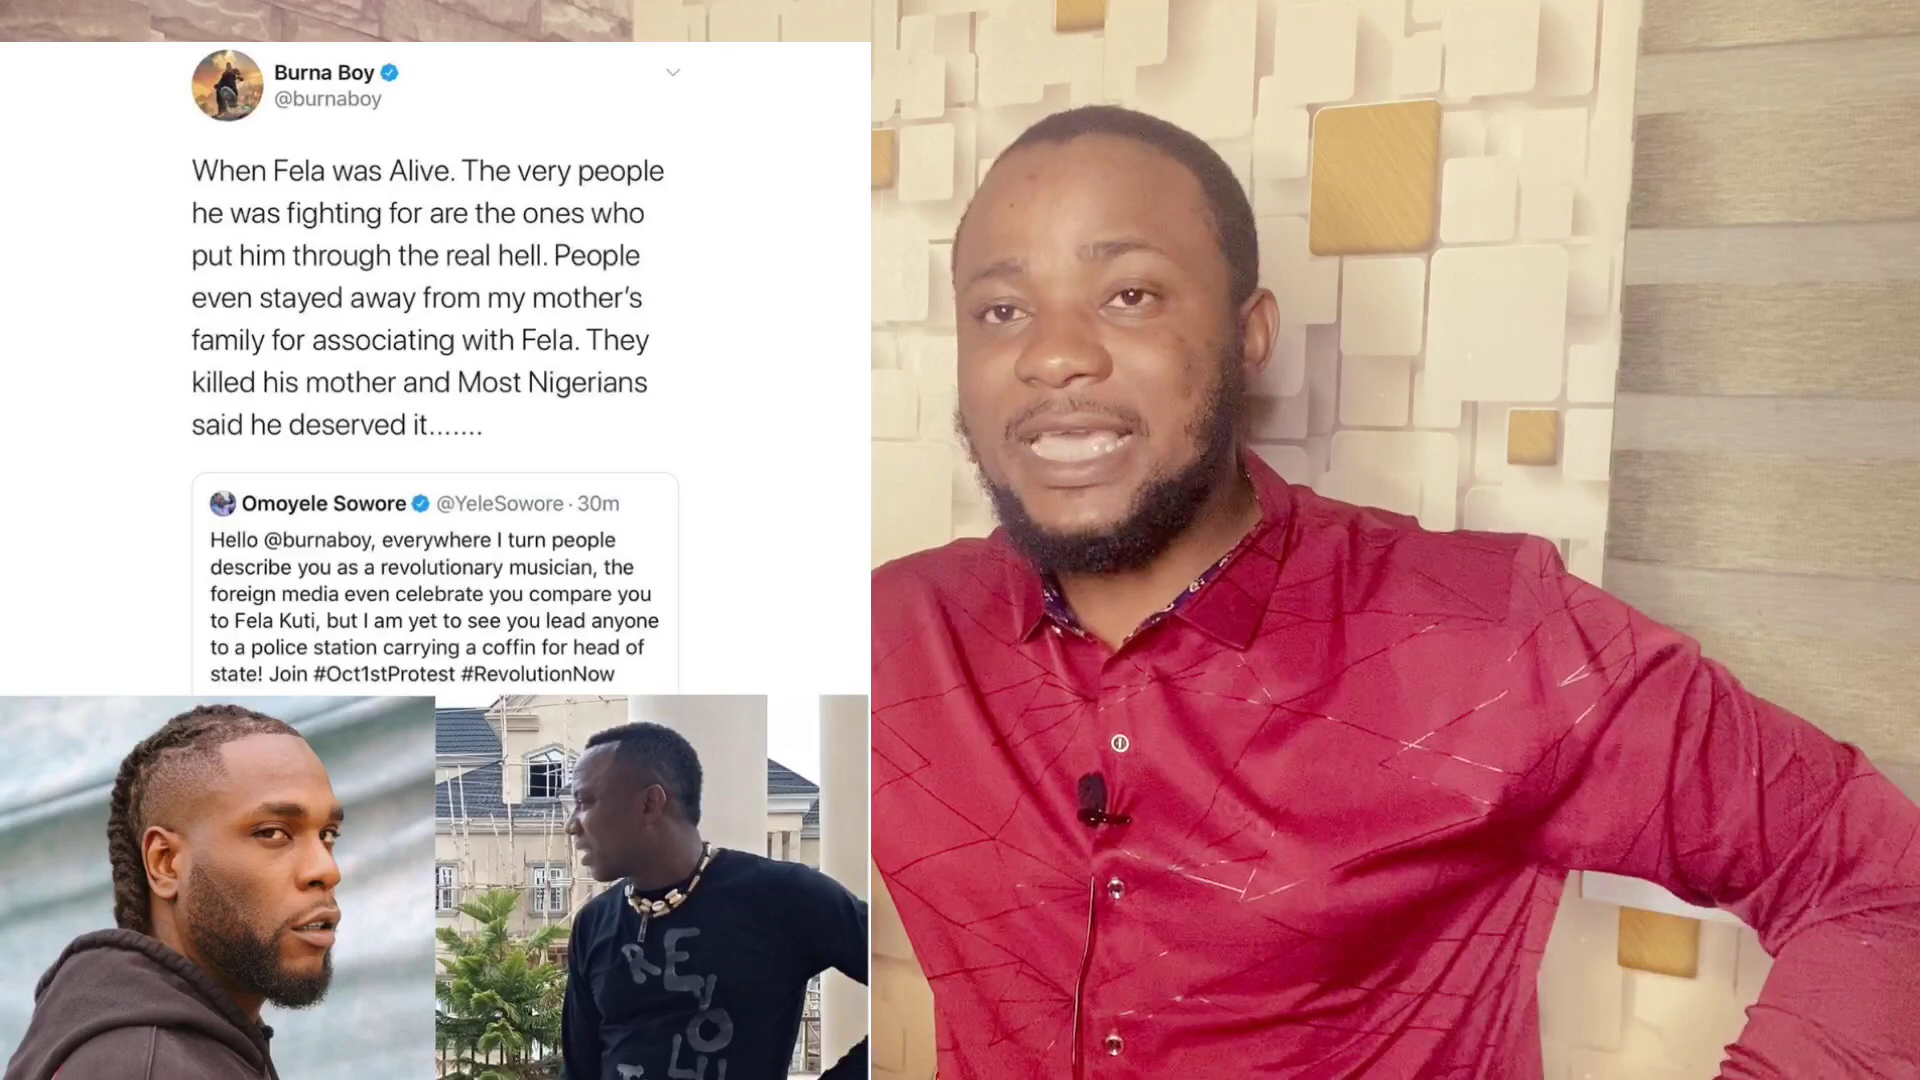 Burna Boy
@burnaboy
When Fela was Alive. The very people
he was fighting for are the ones who
put him through the real hell. People
even stayed away from my mother's
family for associating with Fela. They
killed his mother and Most Nigerians
said he deserved it.......
Omoyele Sowore @YeleSowore · 30m
Hello @burnaboy, everywhere I turn people
describe you as a revolutionary musician, the
foreign media even celebrate you compare you
to Fela Kuti, but I am yet to see you lead anyone
to a police station carrying a coffin for head of
state! Join #Oct1stProtest #RevolutionNow
RE
VO
LU